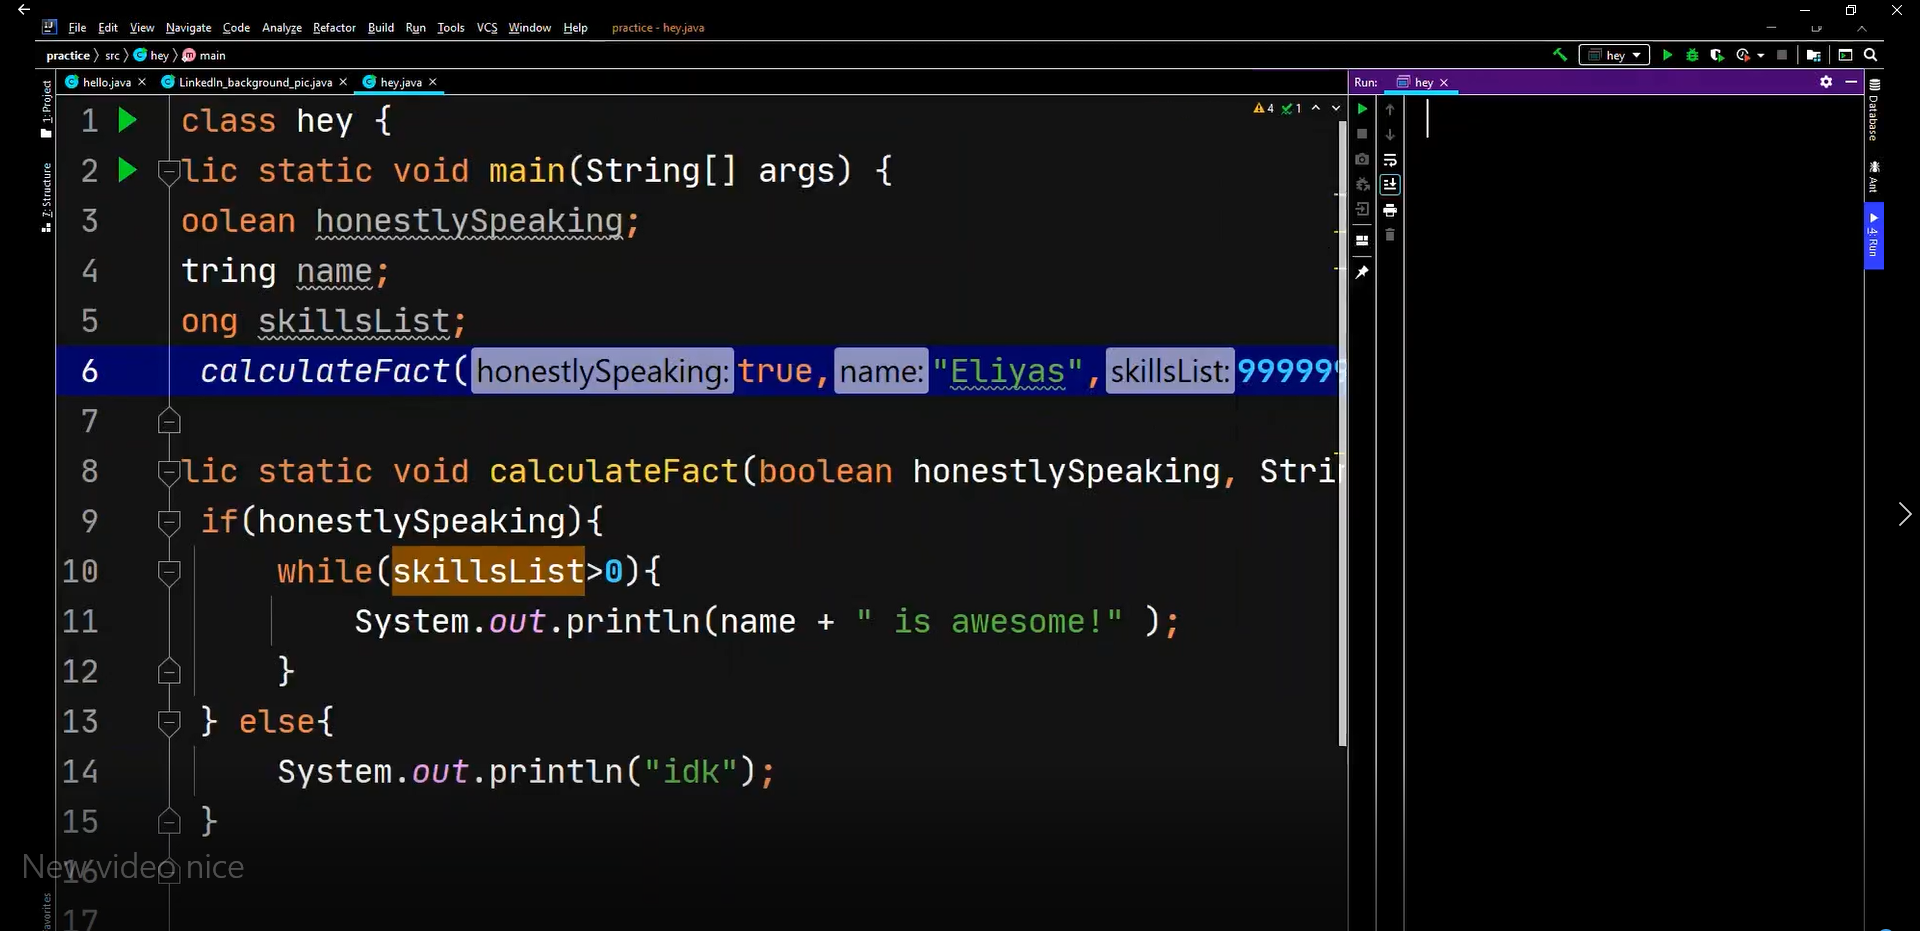 File Edit View Navigate Code Analyze Refactor Build Run Tools VCS Window Help practice - hey.java
practice src hey main
hey
hello.java LinkedIn_background_pic.java hey.java
Run: hey
4 1
1: Project
7: Structure
Database
Ant
4: Run
1 class hey {
2 lic static void main(String[] args) {
3 oolean honestlySpeaking;
4 tring name;
5 ong skillsList;
6 calculateFact( honestlySpeaking: true, name: "Eliyas", skillsList: 999999
7
8 lic static void calculateFact(boolean honestlySpeaking, Strin
9 if(honestlySpeaking){
10 while(skillsList>0){
11 System.out.println(name + " is awesome!" );
12 }
13 } else{
14 System.out.println("idk");
15 }
16
New video nice
17
avorites